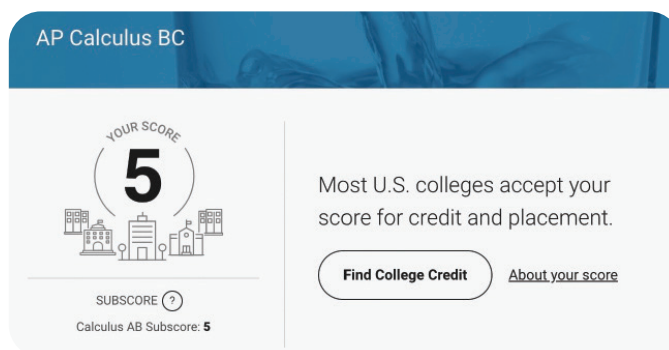 AP Calculus BC
YOUR SCORE
5
SUBSCORE ?
Calculus AB Subscore: 5
Most U.S. colleges accept your
score for credit and placement.
Find College Credit
About your score